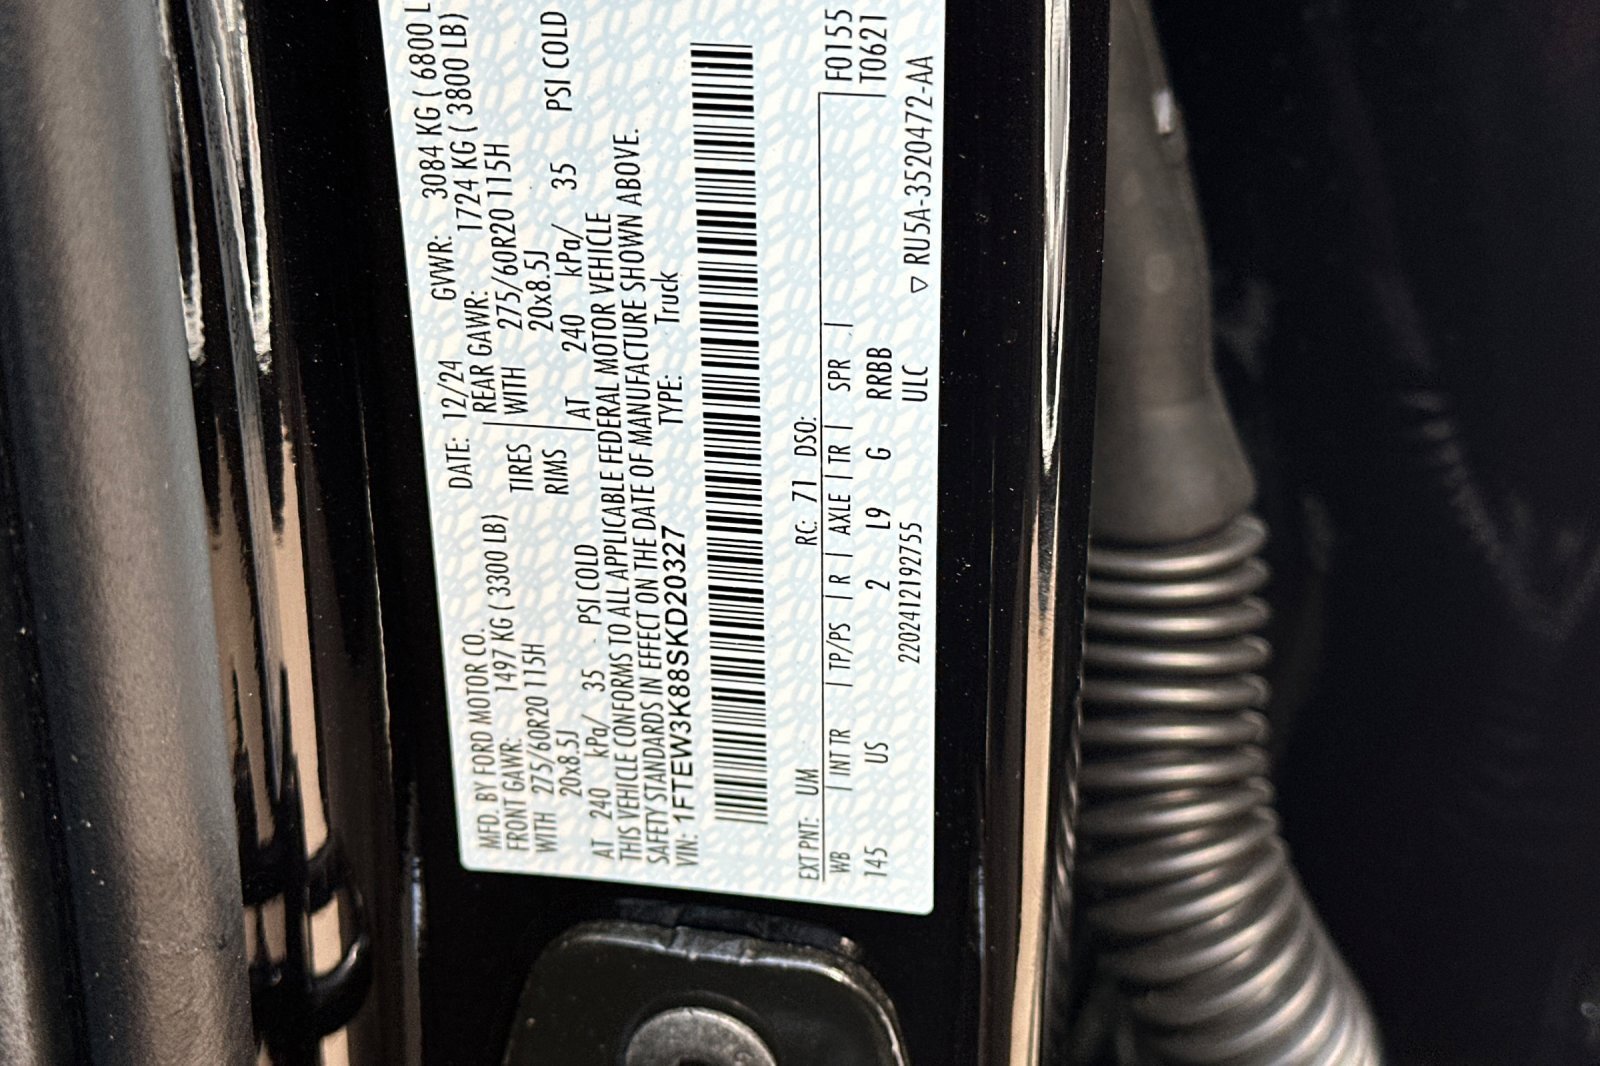 MFD. BY FORD MOTOR CO. DATE: 12/24 GVWR: 3084 KG ( 6800 L
FRONT GAWR: 1497 KG ( 3300 LB) REAR GAWR: 1724 KG ( 3800 LB)
WITH 275/60R20 115H TIRES WITH 275/60R20 115H
20x8.5J RIMS 20x8.5J
AT 240 kPa/ 35 PSI COLD AT 240 kPa/ 35 PSI COLD
THIS VEHICLE CONFORMS TO ALL APPLICABLE FEDERAL MOTOR VEHICLE
SAFETY STANDARDS IN EFFECT ON THE DATE OF MANUFACTURE SHOWN ABOVE.
VIN: 1FTEW3K88SKD20327 TYPE: Truck
EXT PNT: UM RC: 71 DSO: F0155
WB | INT TR | TP/PS | R | AXLE | TR | SPR | T0621
145 US 2 L9 G RRBB
2202412192755 ULC ▽ RU5A-3520472-AA